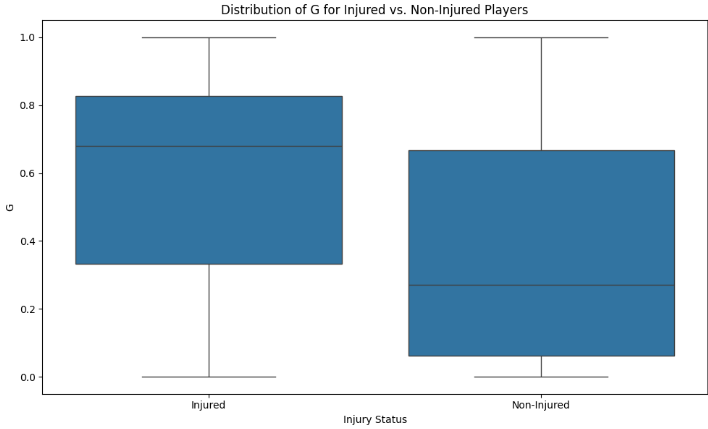 Distribution of G for Injured vs. Non-Injured Players
1.0
0.8
0.6
0.4
0.2
0.0
G
Injured
Non-Injured
Injury Status